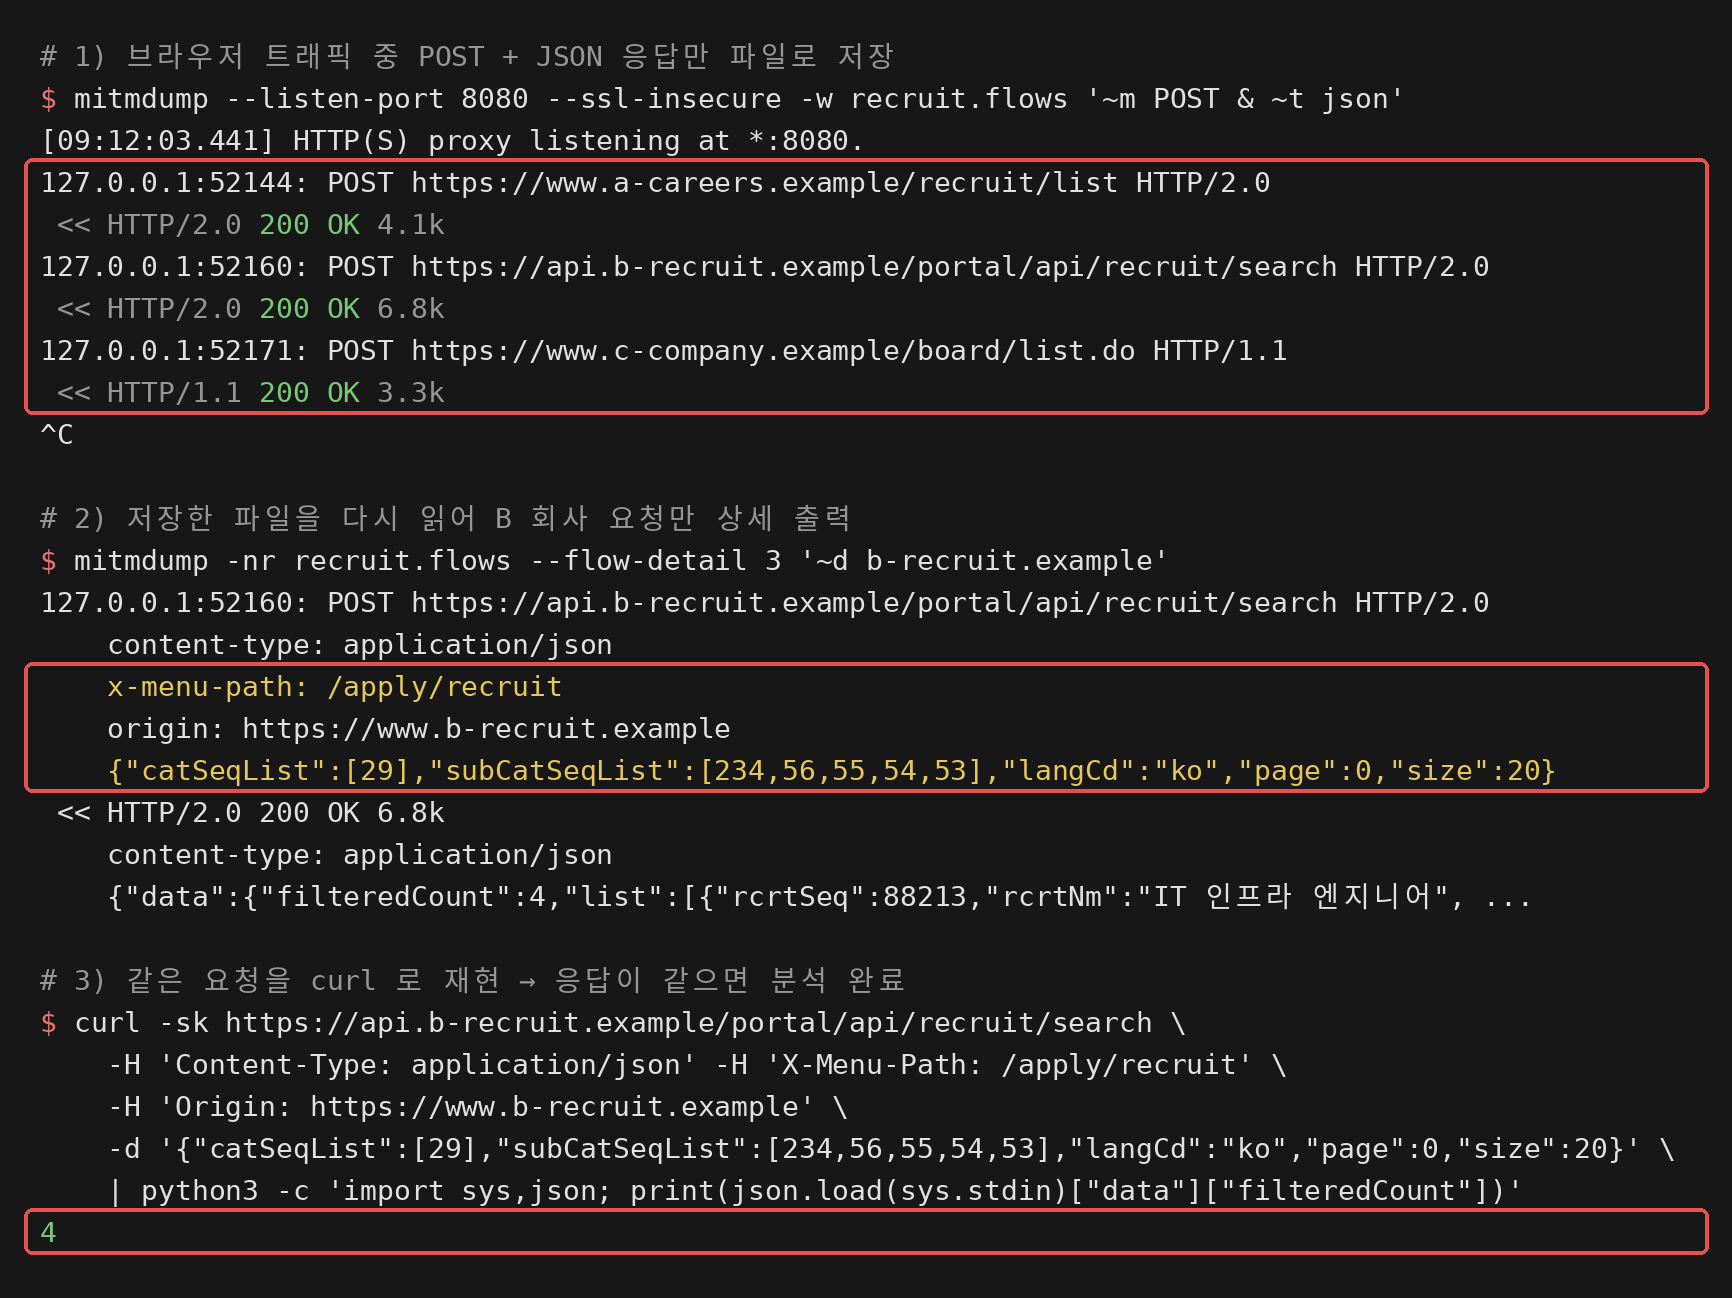 # 1) 브라우저 트래픽 중 POST + JSON 응답만 파일로 저장
$ mitmdump --listen-port 8080 --ssl-insecure -w recruit.flows '~m POST & ~t json'
[09:12:03.441] HTTP(S) proxy listening at *:8080.
127.0.0.1:52144: POST https://www.a-careers.example/recruit/list HTTP/2.0
 << HTTP/2.0 200 OK 4.1k
127.0.0.1:52160: POST https://api.b-recruit.example/portal/api/recruit/search HTTP/2.0
 << HTTP/2.0 200 OK 6.8k
127.0.0.1:52171: POST https://www.c-company.example/board/list.do HTTP/1.1
 << HTTP/1.1 200 OK 3.3k
^C
# 2) 저장한 파일을 다시 읽어 B 회사 요청만 상세 출력
$ mitmdump -nr recruit.flows --flow-detail 3 '~d b-recruit.example'
127.0.0.1:52160: POST https://api.b-recruit.example/portal/api/recruit/search HTTP/2.0
    content-type: application/json
    x-menu-path: /apply/recruit
    origin: https://www.b-recruit.example
    {"catSeqList":[29],"subCatSeqList":[234,56,55,54,53],"langCd":"ko","page":0,"size":20}
 << HTTP/2.0 200 OK 6.8k
    content-type: application/json
    {"data":{"filteredCount":4,"list":[{"rcrtSeq":88213,"rcrtNm":"IT 인프라 엔지니어", ...
# 3) 같은 요청을 curl 로 재현 → 응답이 같으면 분석 완료
$ curl -sk https://api.b-recruit.example/portal/api/recruit/search \
    -H 'Content-Type: application/json' -H 'X-Menu-Path: /apply/recruit' \
    -H 'Origin: https://www.b-recruit.example' \
    -d '{"catSeqList":[29],"subCatSeqList":[234,56,55,54,53],"langCd":"ko","page":0,"size":20}' \
    | python3 -c 'import sys,json; print(json.load(sys.stdin)["data"]["filteredCount"])'
4